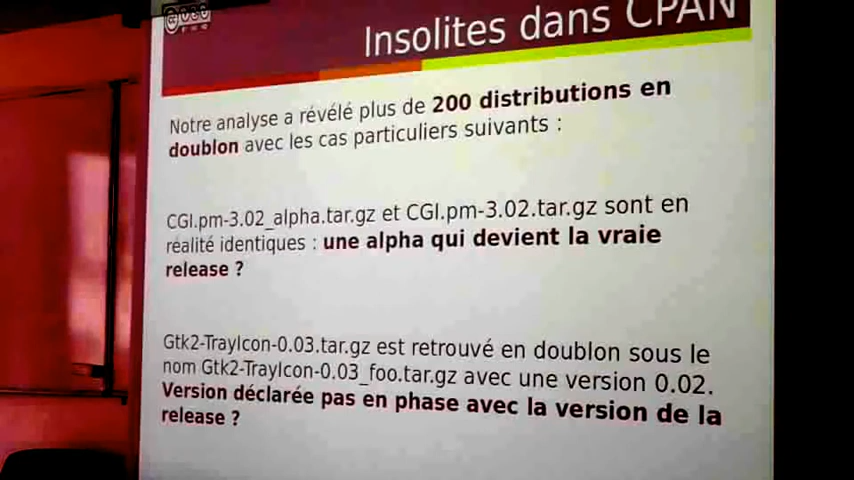 Insolites dans CPAN
Notre analyse a révélé plus de 200 distributions en
doublon avec les cas particuliers suivants :
CGI.pm-3.02_alpha.tar.gz et CGI.pm-3.02.tar.gz sont en
réalité identiques : une alpha qui devient la vraie
release ?
Gtk2-TrayIcon-0.03.tar.gz est retrouvé en doublon sous le
nom Gtk2-TrayIcon-0.03_foo.tar.gz avec une version 0.02.
Version déclarée pas en phase avec la version de la
release ?